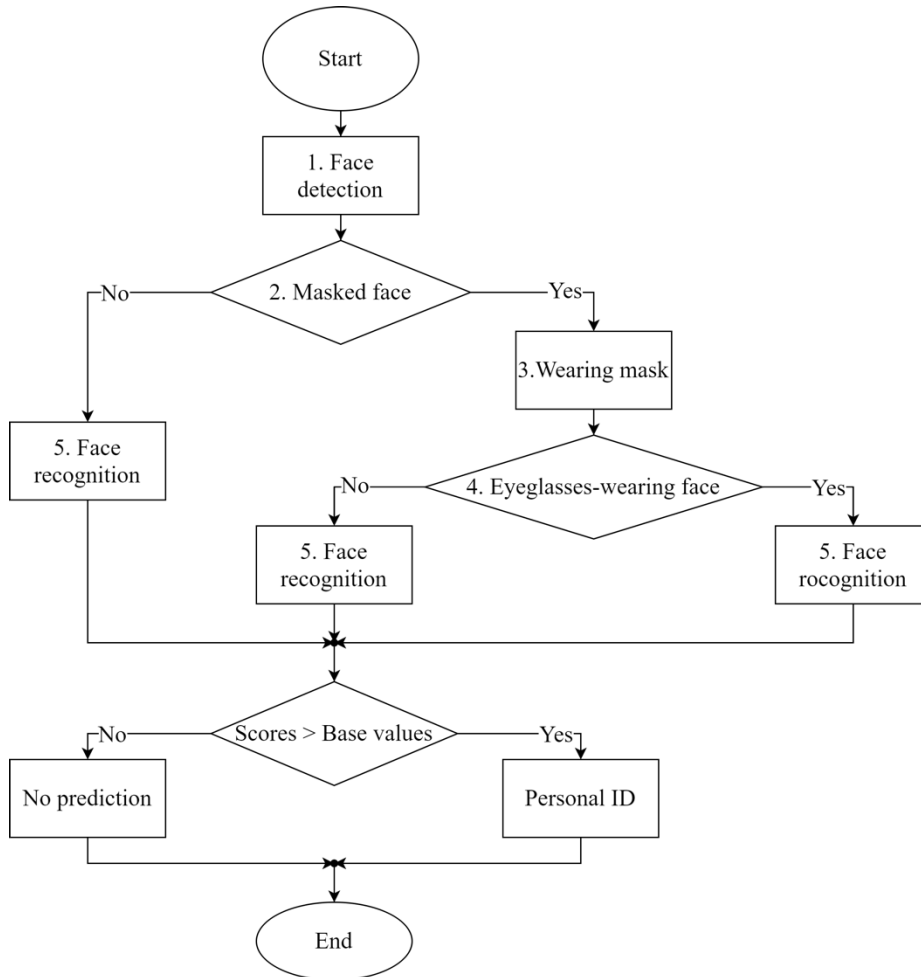 Start
1. Face
detection
No
2. Masked face
Yes
3.Wearing mask
5. Face
recognition
No
4. Eyeglasses-wearing face
Yes
5. Face
recognition
5. Face
rocognition
No
Scores > Base values
Yes
No prediction
Personal ID
End